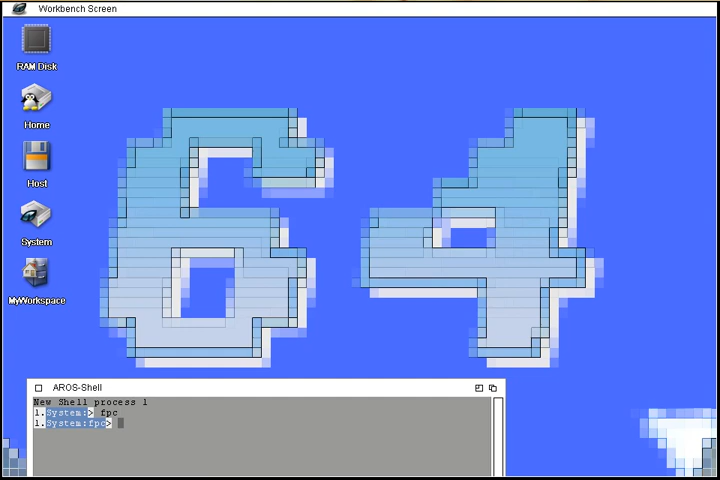 Workbench Screen
RAM Disk
Home
Host
System
MyWorkspace
64
AROS-Shell
New Shell process 1
1.System:> fpc
1.System:fpc>